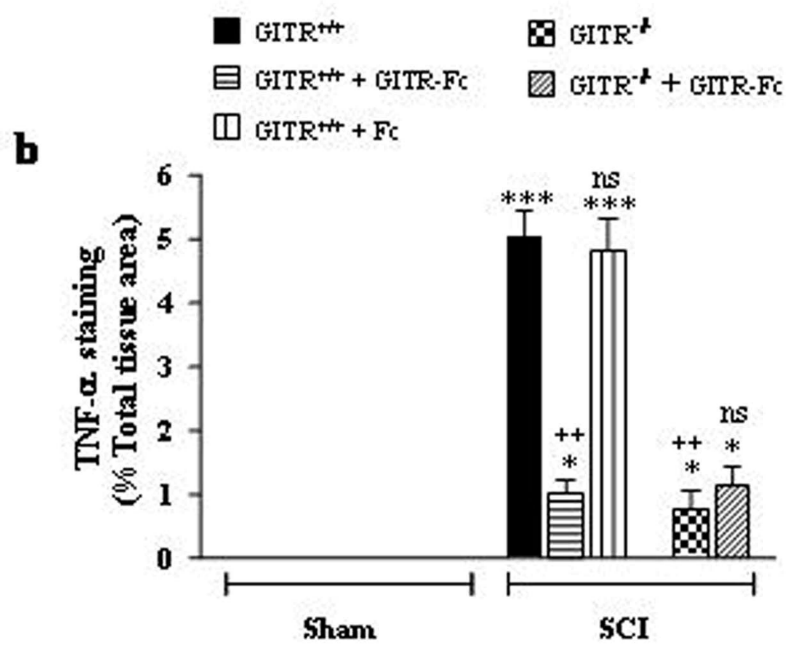 GITR+/+
GITR-/-
GITR+/+ + GITR-Fc
GITR-/- + GITR-Fc
GITR+/+ + Fc
b
TNF-α staining
(% Total tissue area)
6
5
4
3
2
1
0
***
ns
***
++
*
++
*
ns
*
Sham
SCI